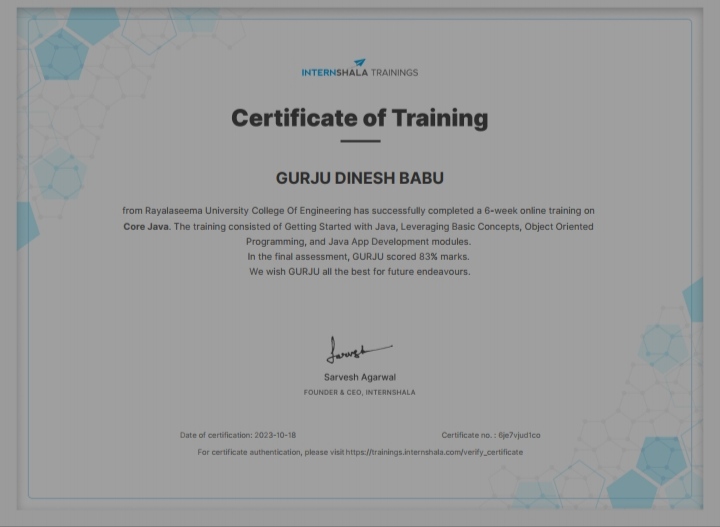 INTERNSHALA TRAININGS
Certificate of Training
GURJU DINESH BABU
from Rayalaseema University College Of Engineering has successfully completed a 6-week online training on
Core Java. The training consisted of Getting Started with Java, Leveraging Basic Concepts, Object Oriented
Programming, and Java App Development modules.
In the final assessment, GURJU scored 83% marks.
We wish GURJU all the best for future endeavours.
Sarvesh
Sarvesh Agarwal
FOUNDER & CEO, INTERNSHALA
Date of certification: 2023-10-18 Certificate no. : 6je7vjud1co
For certificate authentication, please visit https://trainings.internshala.com/verify_certificate